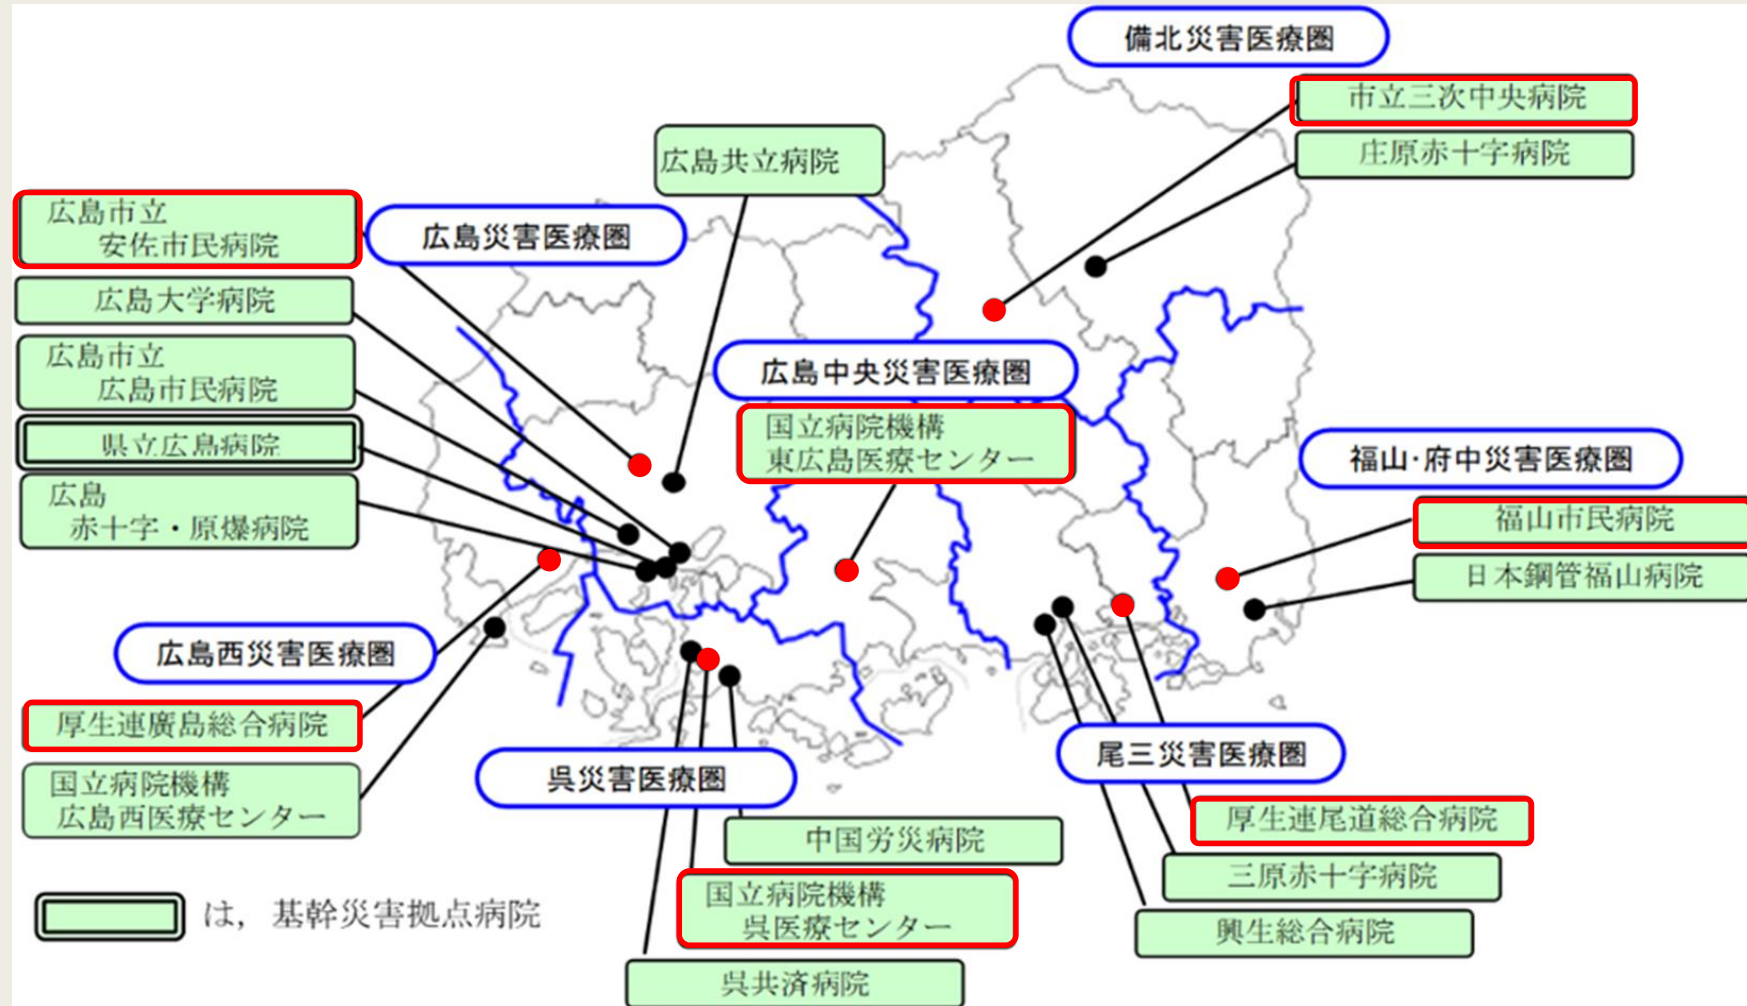 備北災害医療圏
市立三次中央病院
庄原赤十字病院
広島共立病院
広島市立
安佐市民病院
広島災害医療圏
広島大学病院
広島市立
広島市民病院
県立広島病院
広島
赤十字・原爆病院
広島中央災害医療圏
国立病院機構
東広島医療センター
福山・府中災害医療圏
福山市民病院
日本鋼管福山病院
広島西災害医療圏
厚生連廣島総合病院
国立病院機構
広島西医療センター
呉災害医療圏
中国労災病院
国立病院機構
呉医療センター
呉共済病院
尾三災害医療圏
厚生連尾道総合病院
三原赤十字病院
興生総合病院
は，基幹災害拠点病院